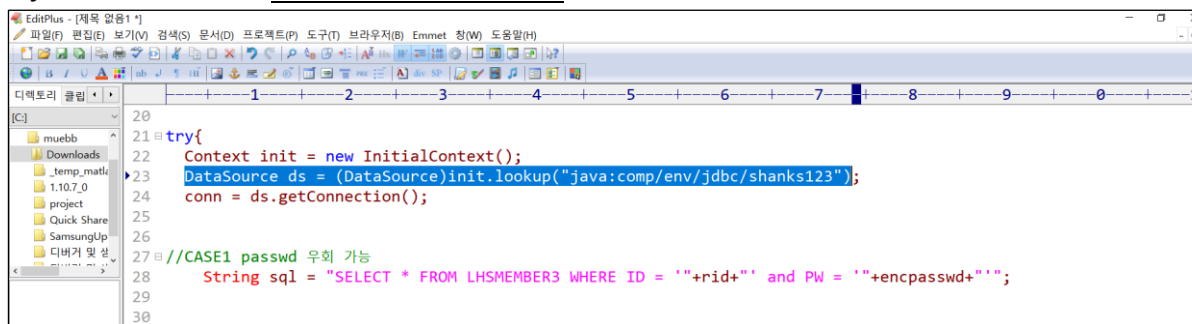 EditPlus - [제목 없음1 *]
파일(F) 편집(E) 보기(V) 검색(S) 문서(D) 프로젝트(P) 도구(T) 브라우저(B) Emmet 창(W) 도움말(H)
디렉토리 클립
----+----1----+----2----+----3----+----4----+----5----+----6----+----7----+----8----+----9----+----0----+----
[C:]
20
muebb
21 try{
Downloads
22 Context init = new InitialContext();
_temp_matla
23 DataSource ds = (DataSource)init.lookup("java:comp/env/jdbc/shanks123");
1.10.7_0
24 conn = ds.getConnection();
project
25
Quick Share
26
SamsungUp
27 //CASE1 passwd 우회 가능
디버거 및 샘
28 String sql = "SELECT * FROM LHSMEMBER3 WHERE ID = '"+rid+"' and PW = '"+encpasswd+"'";
29
30